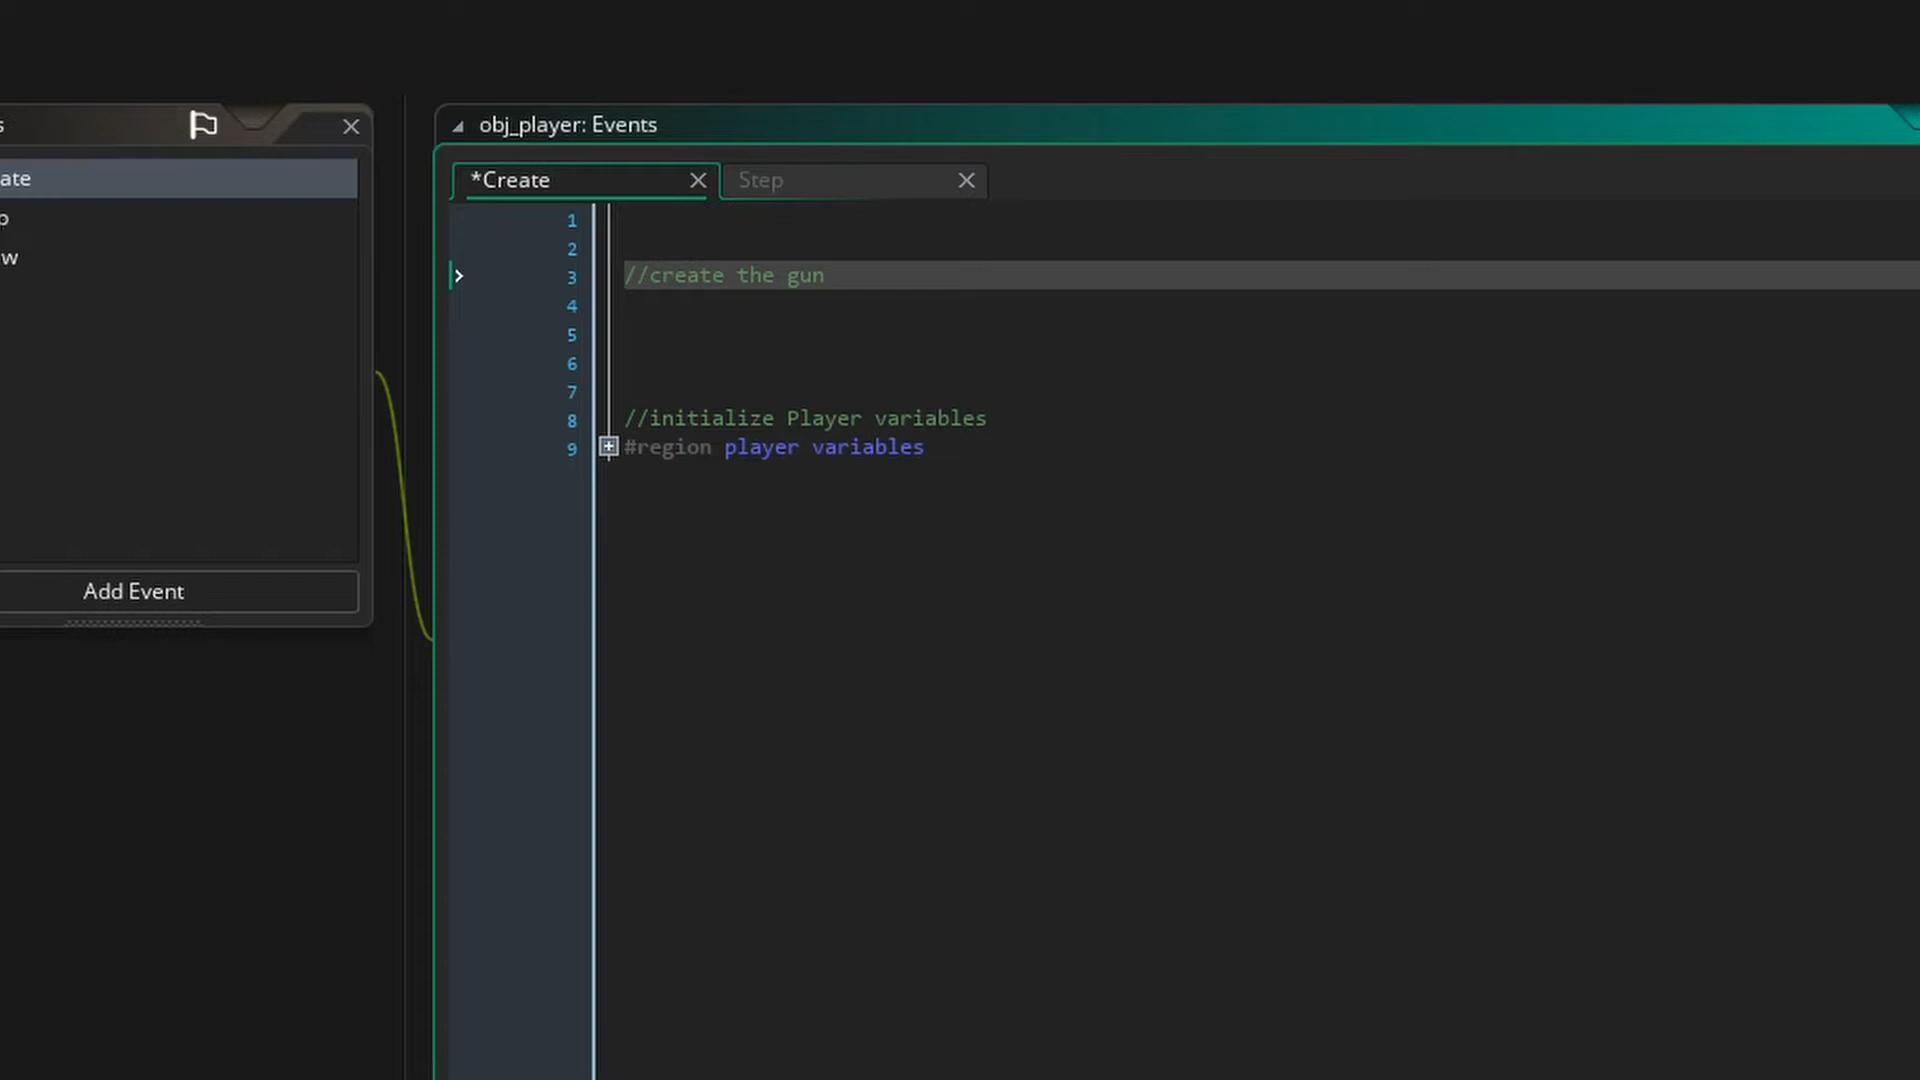 s
obj_player: Events
ate
*Create
Step
p
w
1
2
3 //create the gun
4
5
6
7
8 //initialize Player variables
9 #region player variables
Add Event